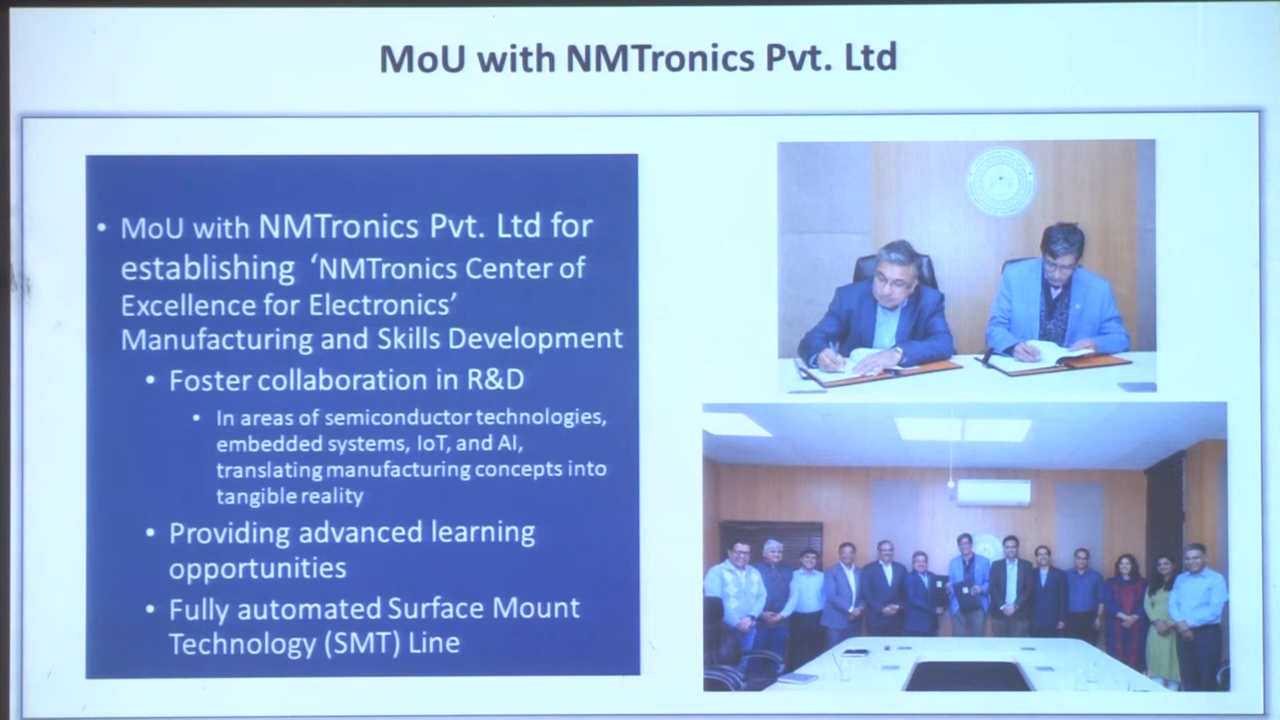 MoU with NMTronics Pvt. Ltd
• MoU with NMTronics Pvt. Ltd for
establishing ‘NMTronics Center of
Excellence for Electronics’
Manufacturing and Skills Development
• Foster collaboration in R&D
• In areas of semiconductor technologies,
embedded systems, IoT, and AI,
translating manufacturing concepts into
tangible reality
• Providing advanced learning
opportunities
• Fully automated Surface Mount
Technology (SMT) Line